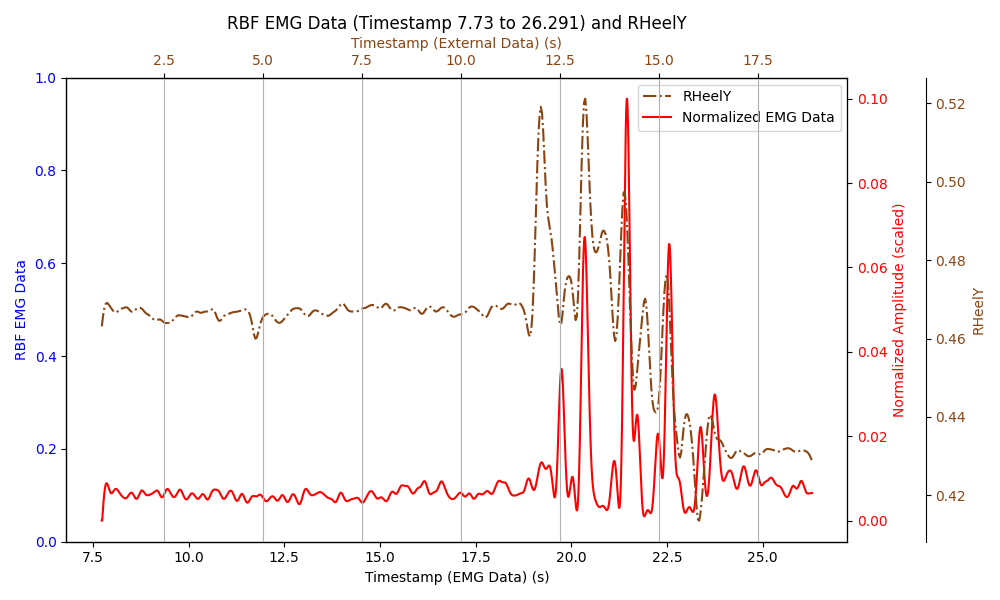 RBF EMG Data (Timestamp 7.73 to 26.291) and RHeelY
Timestamp (External Data) (s)
2.5 5.0 7.5 10.0 12.5 15.0 17.5
RHeelY
Normalized EMG Data
1.0
0.8
0.6
0.4
0.2
0.0
RBF EMG Data
0.10
0.08
0.06
0.04
0.02
0.00
Normalized Amplitude (scaled)
0.52
0.50
0.48
0.46
0.44
0.42
RHeelY
7.5 10.0 12.5 15.0 17.5 20.0 22.5 25.0
Timestamp (EMG Data) (s)